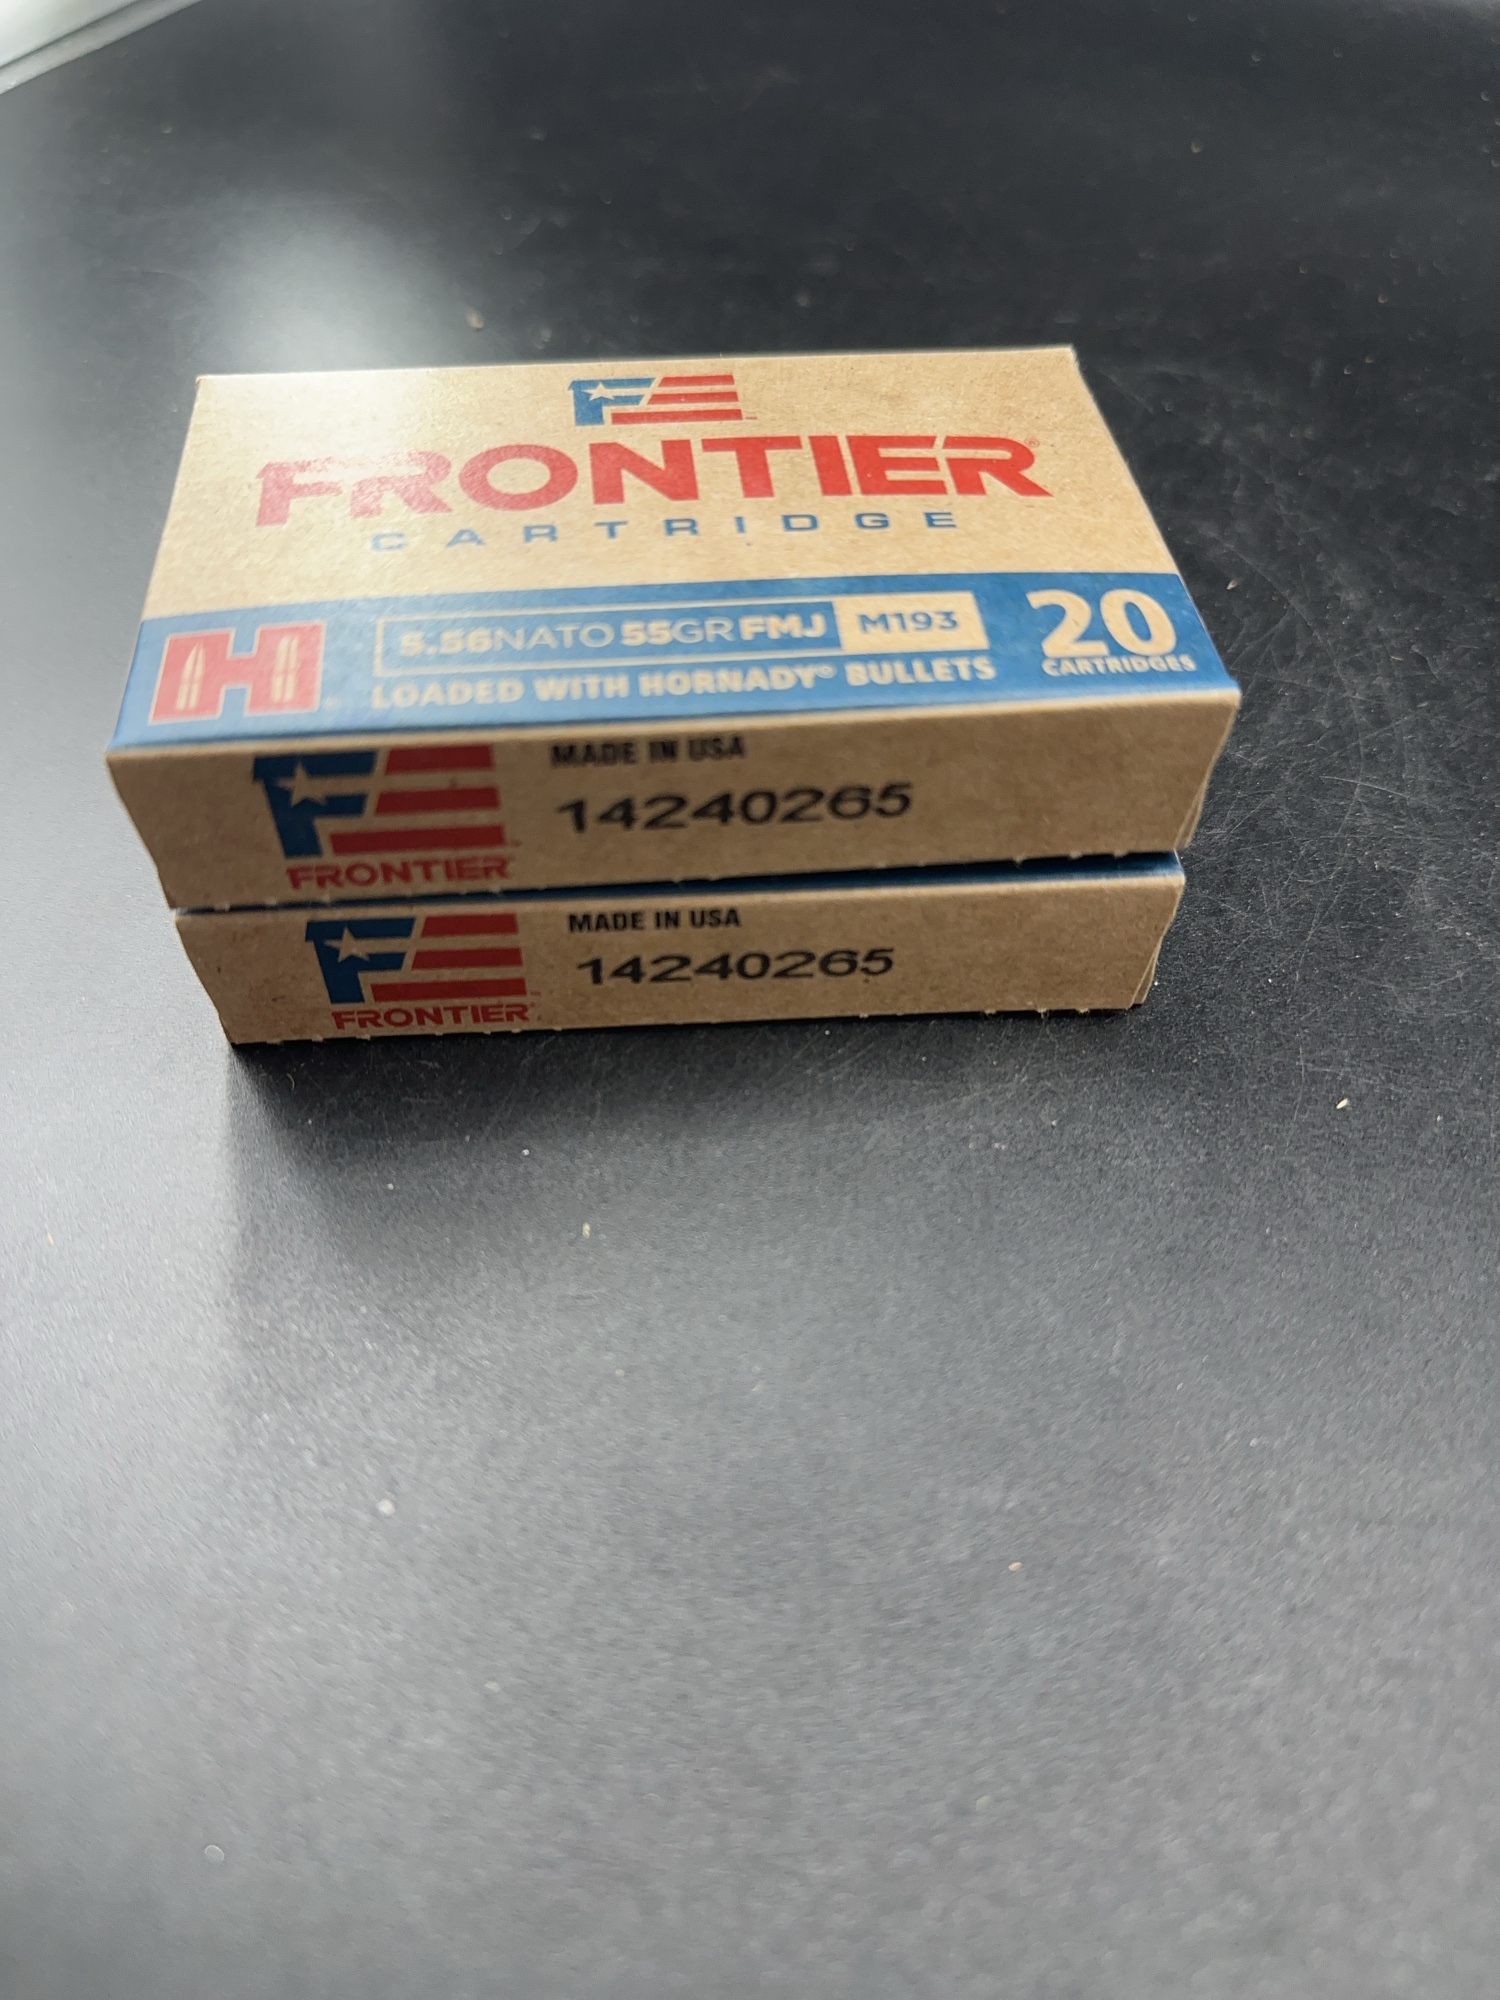 FRONTIER®
CARTRIDGE
H
5.56NATO 55GR FMJ M193
LOADED WITH HORNADY® BULLETS
20
CARTRIDGES
MADE IN USA
14240265
FRONTIER
MADE IN USA
14240265
FRONTIER